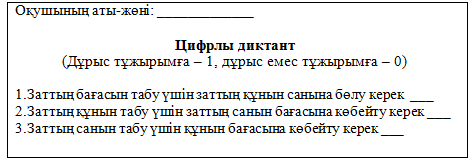 Оқушының аты-жөні: ______________
Цифрлы диктант
(Дұрыс тұжырымға – 1, дұрыс емес тұжырымға – 0)
1.Заттың бағасын табу үшін заттың құнын санына бөлу керек ___
2.Заттың құнын табу үшін заттың санын бағасына көбейту керек ___
3.Заттың санын табу үшін құнын бағасына көбейту керек ___